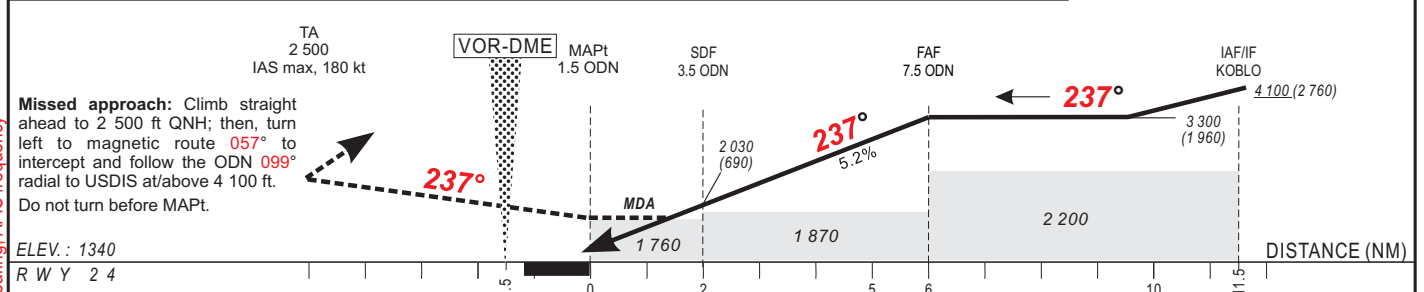 TA
2 500
IAS max, 180 kt
VOR-DME
MAPt
1.5 ODN
SDF
3.5 ODN
FAF
7.5 ODN
IAF/IF
KOBLO
4 100 (2 760)
237°
3 300
(1 960)
Missed approach: Climb straight
ahead to 2 500 ft QNH; then, turn
left to magnetic route 057° to
intercept and follow the ODN 099°
radial to USDIS at/above 4 100 ft.
Do not turn before MAPt.
237°
5.2%
2 030
(690)
237°
MDA
1 760
1 870
2 200
ELEV.: 1340
DISTANCE (NM)
RWY 24
.5
0
2
5
6
10
11.5
frequency